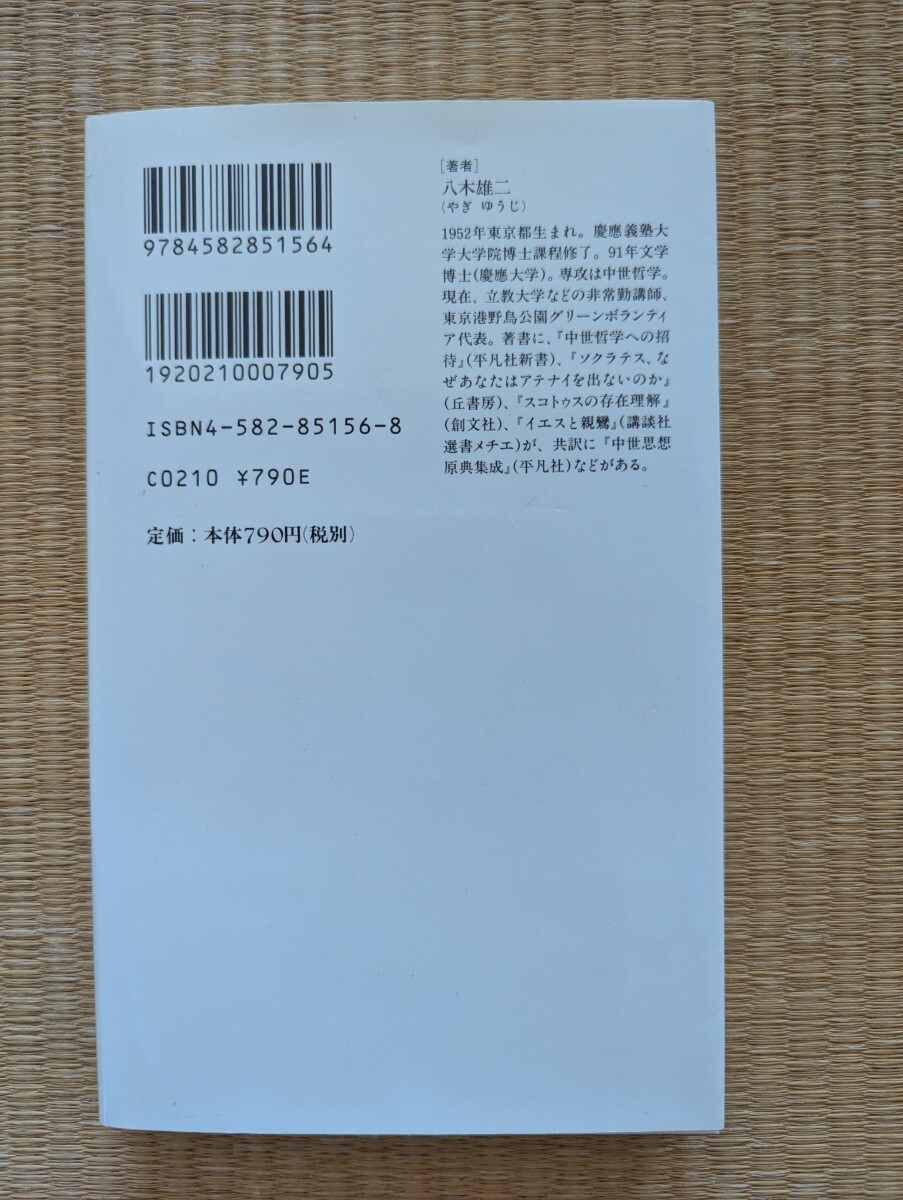 9784582851564
1920210007905
ISBN4-582-85156-8
C0210 ¥790E
定価：本体790円(税別)
[著者]
八木雄二
(やぎ ゆうじ)
1952年東京都生まれ。慶應義塾大
学大学院博士課程修了。91年文学
博士(慶應大学)。専攻は中世哲学。
現在、立教大学などの非常勤講師、
東京港野鳥公園グリーンボランティ
ア代表。著書に、『中世哲学への招
待』(平凡社新書)、『ソクラテス、な
ぜあなたはアテナイを出ないのか』
(丘書房)、『スコトゥスの存在理解』
(創文社)、『イエスと親鸞』(講談社
選書メチエ)が、共訳に『中世思想
原典集成』(平凡社)などがある。